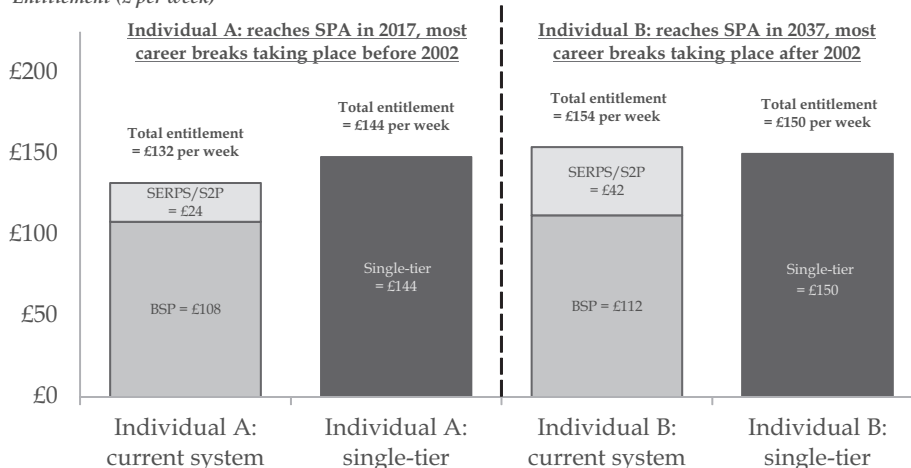 Entitlement (£ per week)
Individual A: reaches SPA in 2017, most
career breaks taking place before 2002
Individual B: reaches SPA in 2037, most
career breaks taking place after 2002
£200
£150
£100
£50
£0
Total entitlement
= £132 per week
SERPS/S2P
= £24
BSP = £108
Total entitlement
= £144 per week
Single-tier
= £144
Total entitlement
= £154 per week
SERPS/S2P
= £42
BSP = £112
Total entitlement
= £150 per week
Single-tier
= £150
Individual A:
current system
Individual A:
single-tier
Individual B:
current system
Individual B:
single-tier